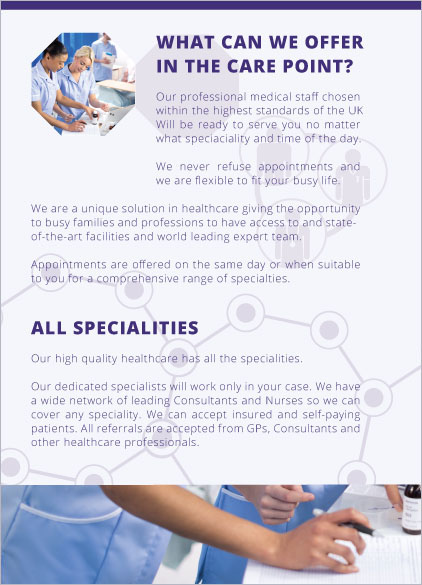 WHAT CAN WE OFFER
IN THE CARE POINT?
Our professional medical staff chosen
within the highest standards of the UK
Will be ready to serve you no matter
what speciaciality and time of the day.
We never refuse appointments and
we are flexible to fit your busy life.
We are a unique solution in healthcare giving the opportunity
to busy families and professions to have access to and state-
of-the-art facilities and world leading expert team.
Appointments are offered on the same day or when suitable
to you for a comprehensive range of specialties.
ALL SPECIALITIES
Our high quality healthcare has all the specialities.
Our dedicated specialists will work only in your case. We have
a wide network of leading Consultants and Nurses so we can
cover any speciality. We can accept insured and self-paying
patients. All referrals are accepted from GPs, Consultants and
other healthcare professionals.